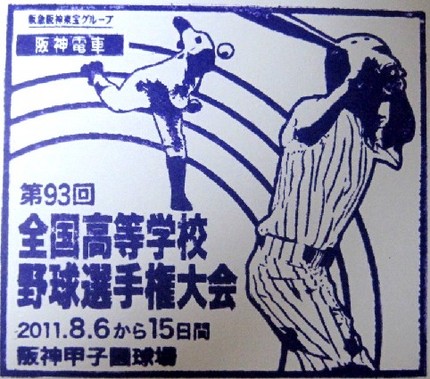 阪急阪神東宝グループ
阪神電車
第93回
全国高等学校
野球選手権大会
2011.8.6から15日間
阪神甲子園球場